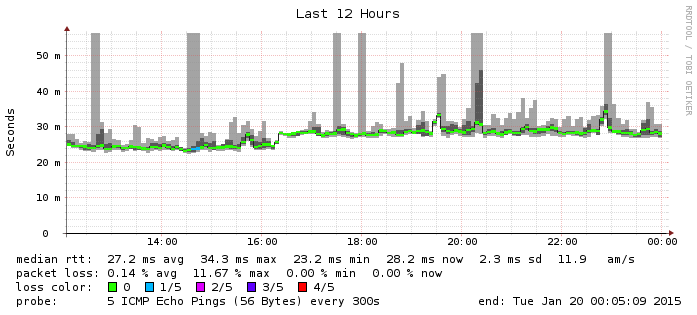 Last 12 Hours
RRDTOOL / TOBI OETIKER
Seconds
50 m
40 m
30 m
20 m
10 m
0
14:00 16:00 18:00 20:00 22:00 00:00
median rtt: 27.2 ms avg 34.3 ms max 23.2 ms min 28.2 ms now 2.3 ms sd 11.9 am/s
packet loss: 0.14 % avg 11.67 % max 0.00 % min 0.00 % now
loss color: 0 1/5 2/5 3/5 4/5
probe: 5 ICMP Echo Pings (56 Bytes) every 300s end: Tue Jan 20 00:05:09 2015